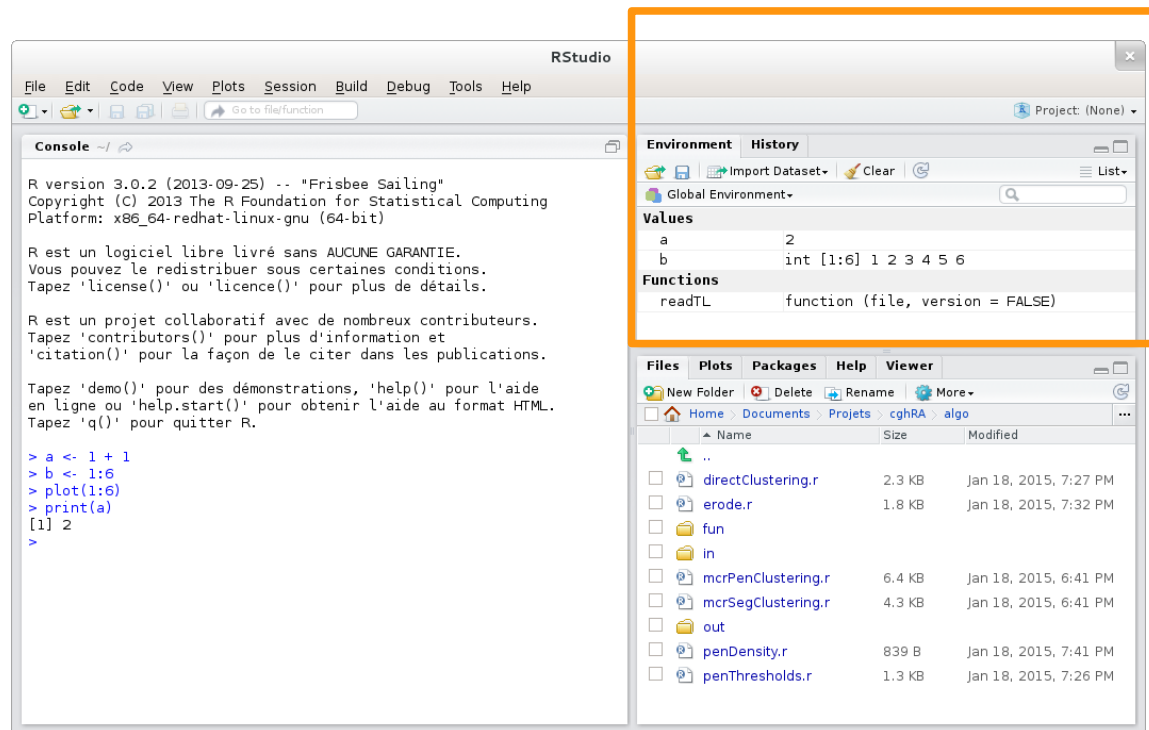 RStudio
File Edit Code View Plots Session Build Debug Tools Help
Go to file/function
Project: (None)
Console ~/
R version 3.0.2 (2013-09-25) -- "Frisbee Sailing"
Copyright (C) 2013 The R Foundation for Statistical Computing
Platform: x86_64-redhat-linux-gnu (64-bit)
R est un logiciel libre livré sans AUCUNE GARANTIE.
Vous pouvez le redistribuer sous certaines conditions.
Tapez 'license()' ou 'licence()' pour plus de détails.
R est un projet collaboratif avec de nombreux contributeurs.
Tapez 'contributors()' pour plus d'information et
'citation()' pour la façon de le citer dans les publications.
Tapez 'demo()' pour des démonstrations, 'help()' pour l'aide
en ligne ou 'help.start()' pour obtenir l'aide au format HTML.
Tapez 'q()' pour quitter R.
> a <- 1 + 1
> b <- 1:6
> plot(1:6)
> print(a)
[1] 2
>
Environment History
Import Dataset Clear List
Global Environment
Values
a 2
b int [1:6] 1 2 3 4 5 6
Functions
readTL function (file, version = FALSE)
Files Plots Packages Help Viewer
New Folder Delete Rename More
Home > Documents > Projets > cghRA > algo ...
Name Size Modified
..
directClustering.r 2.3 KB Jan 18, 2015, 7:27 PM
erode.r 1.8 KB Jan 18, 2015, 7:32 PM
fun
in
mcrPenClustering.r 6.4 KB Jan 18, 2015, 6:41 PM
mcrSegClustering.r 4.3 KB Jan 18, 2015, 6:41 PM
out
penDensity.r 839 B Jan 18, 2015, 7:41 PM
penThresholds.r 1.3 KB Jan 18, 2015, 7:26 PM